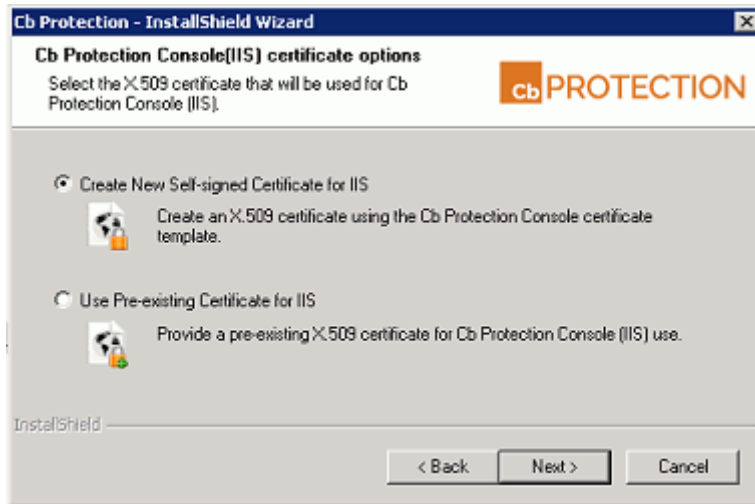 Cb Protection - InstallShield Wizard
Cb Protection Console(IIS) certificate options
Select the X.509 certificate that will be used for Cb
Protection Console (IIS).
Cb PROTECTION
Create New Self-signed Certificate for IIS
Create an X.509 certificate using the Cb Protection Console certificate
template.
Use Pre-existing Certificate for IIS
Provide a pre-existing X.509 certificate for Cb Protection Console (IIS) use.
InstallShield
< Back
Next >
Cancel